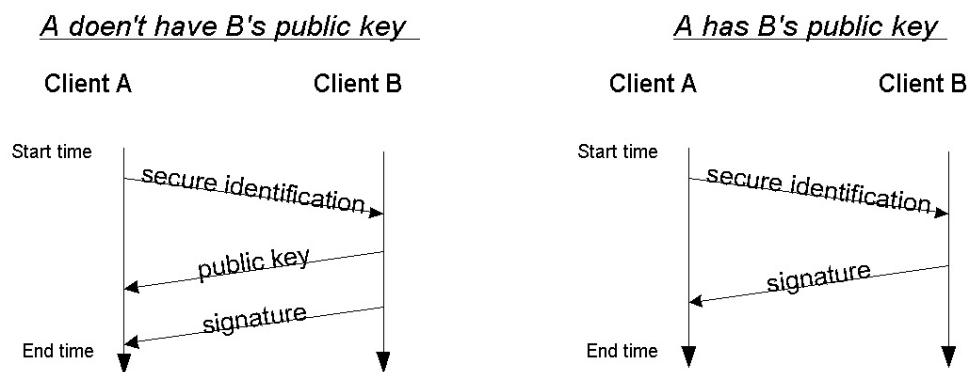 A doen't have B's public key
Client A
Client B
Start time
secure identification
public key
signature
End time
A has B's public key
Client A
Client B
Start time
secure identification
signature
End time